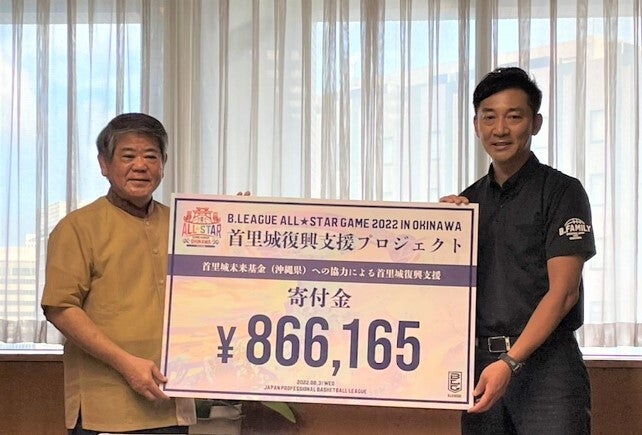 B.LEAGUE ALL★STAR GAME 2022 IN OKINAWA
ALL★STAR
OKINAWA
首里城復興支援プロジェクト
首里城未来基金（沖縄県）への協力による首里城復興支援
寄付金
¥ 866,165
2022.08.31 WED
JAPAN PROFESSIONAL BASKETBALL LEAGUE
B.LEAGUE
B.FAMILY